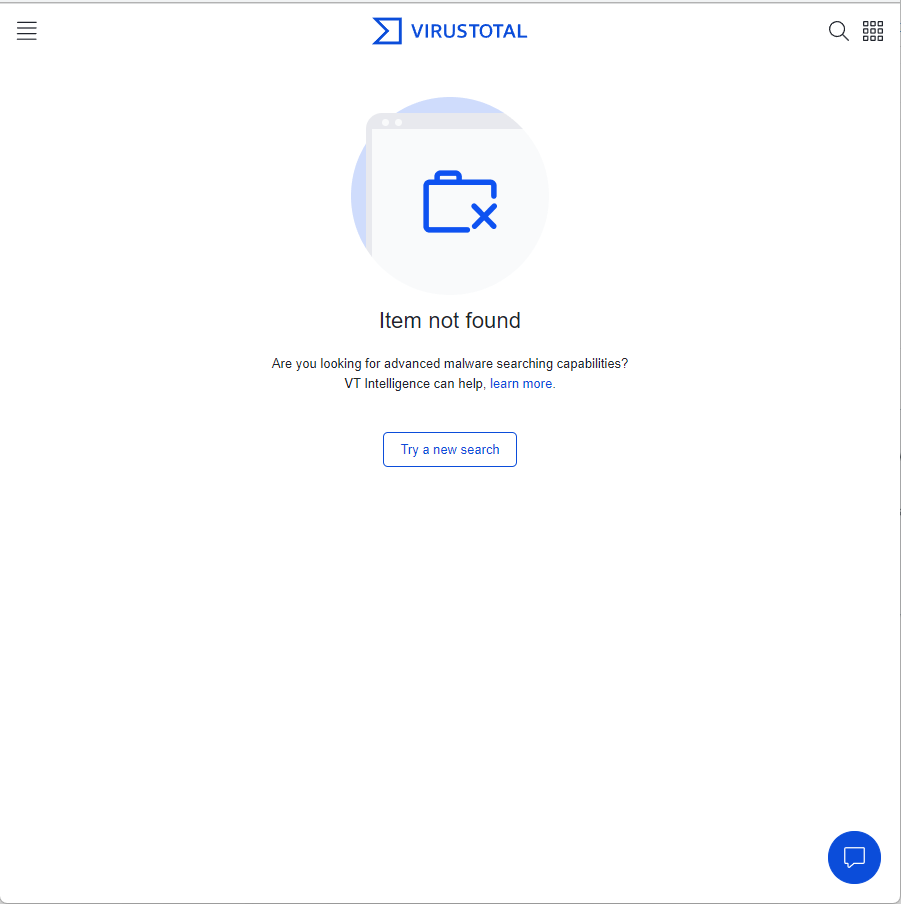 VIRUSTOTAL
Item not found
Are you looking for advanced malware searching capabilities?
VT Intelligence can help, learn more.
Try a new search